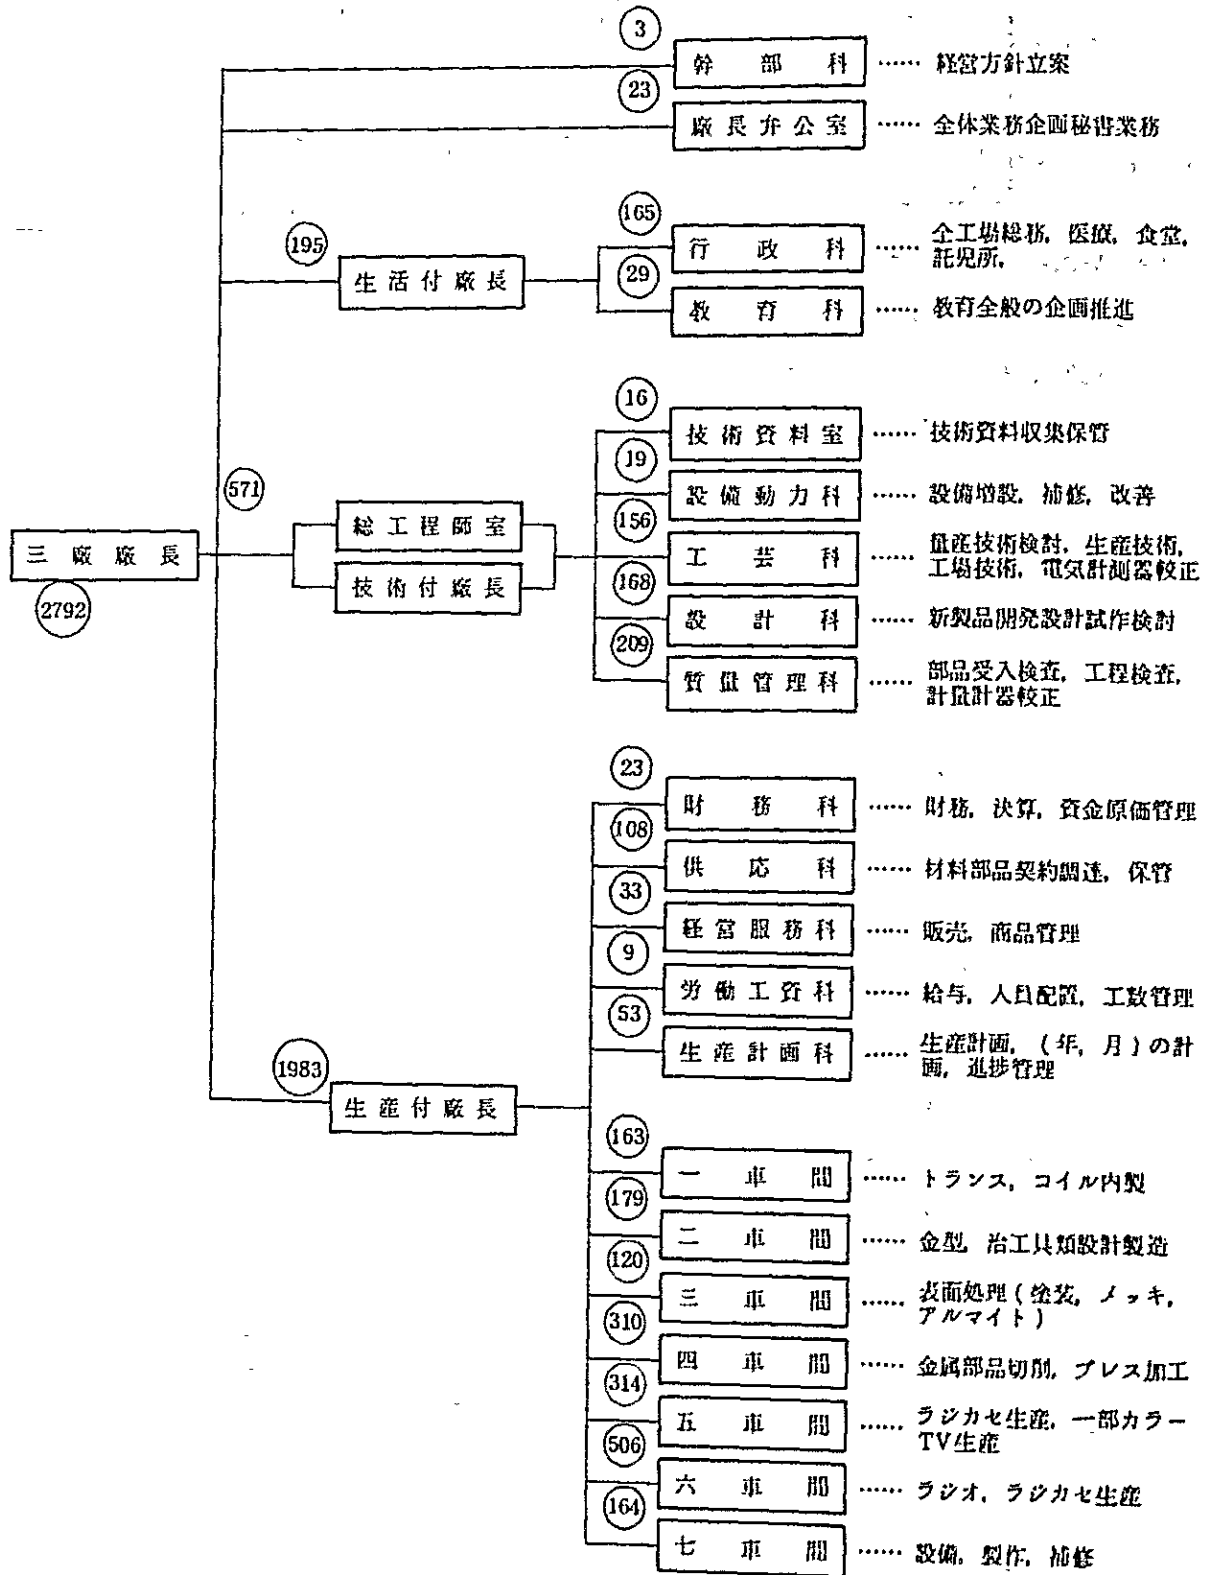 3
幹部科 …… 経営方針立案
23
廠長弁公室 …… 全体業務企画秘書業務
165
195
行政科 …… 全工場総務,医療,食堂,
託児所,
生活付廠長
29
教育科 …… 教育全般の企画推進
16
技術資料室 …… 技術資料収集保管
19
571
設備動力科 …… 設備増設,補修,改善
総工程師室
156
三廠廠長
工芸科 …… 量産技術検討,生産技術,
工場技術,電気計測器較正
技術付廠長
2792
168
設計科 …… 新製品開発設計試作検討
209
質量管理科 …… 部品受入検査,工程検査,
計量計器較正
23
財務科 …… 財務,決算,資金原価管理
108
供応科 …… 材料部品契約調達,保管
33
経営服務科 …… 販売,商品管理
9
労働工資科 …… 給与,人員配置,工数管理
53
生産計画科 …… 生産計画,(年,月)の計
画,進捗管理
1983
生産付廠長
163
一車間 …… トランス,コイル内製
179
二車間 …… 金型,治工具類設計製造
120
三車間 …… 表面処理(塗装,メッキ,
アルマイト)
310
四車間 …… 金属部品切削,プレス加工
314
五車間 …… ラジカセ生産,一部カラー
TV生産
506
六車間 …… ラジオ,ラジカセ生産
164
七車間 …… 設備,製作,補修